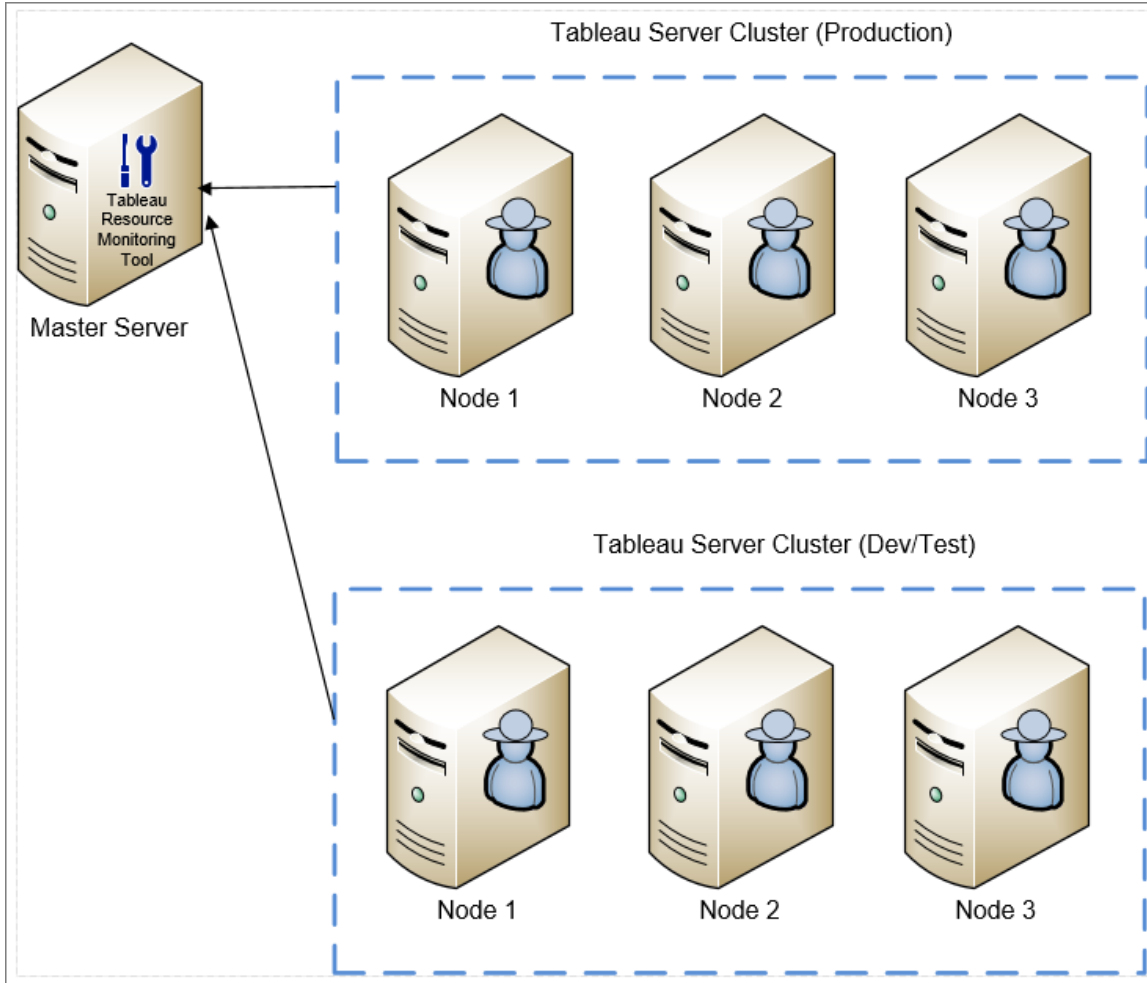 Tableau Server Cluster (Production)
Tableau
Resource
Monitoring
Tool
Master Server
Node 1
Node 2
Node 3
Tableau Server Cluster (Dev/Test)
Node 1
Node 2
Node 3